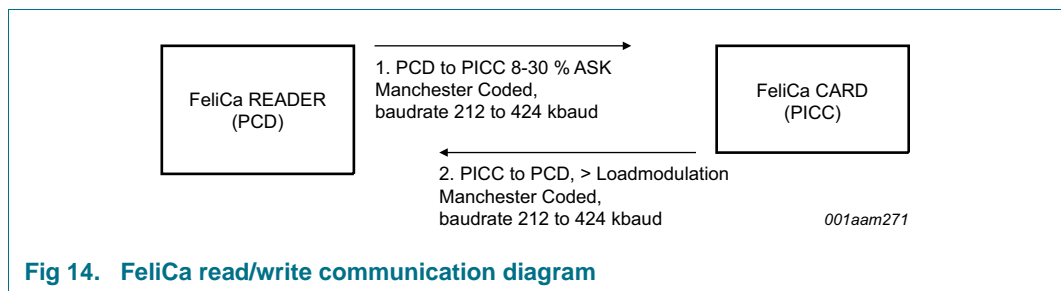 FeliCa READER
(PCD)
1. PCD to PICC 8-30 % ASK
Manchester Coded,
baudrate 212 to 424 kbaud
FeliCa CARD
(PICC)
2. PICC to PCD, > Loadmodulation
Manchester Coded,
baudrate 212 to 424 kbaud
001aam271
Fig 14. FeliCa read/write communication diagram